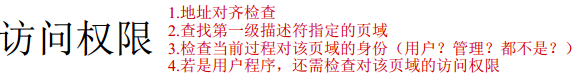 访问权限
1.地址对齐检查
2.查找第一级描述符指定的页域
3.检查当前过程对该页域的身份（用户？管理？都不是？）
4.若是用户程序，还需检查对该页域的访问权限